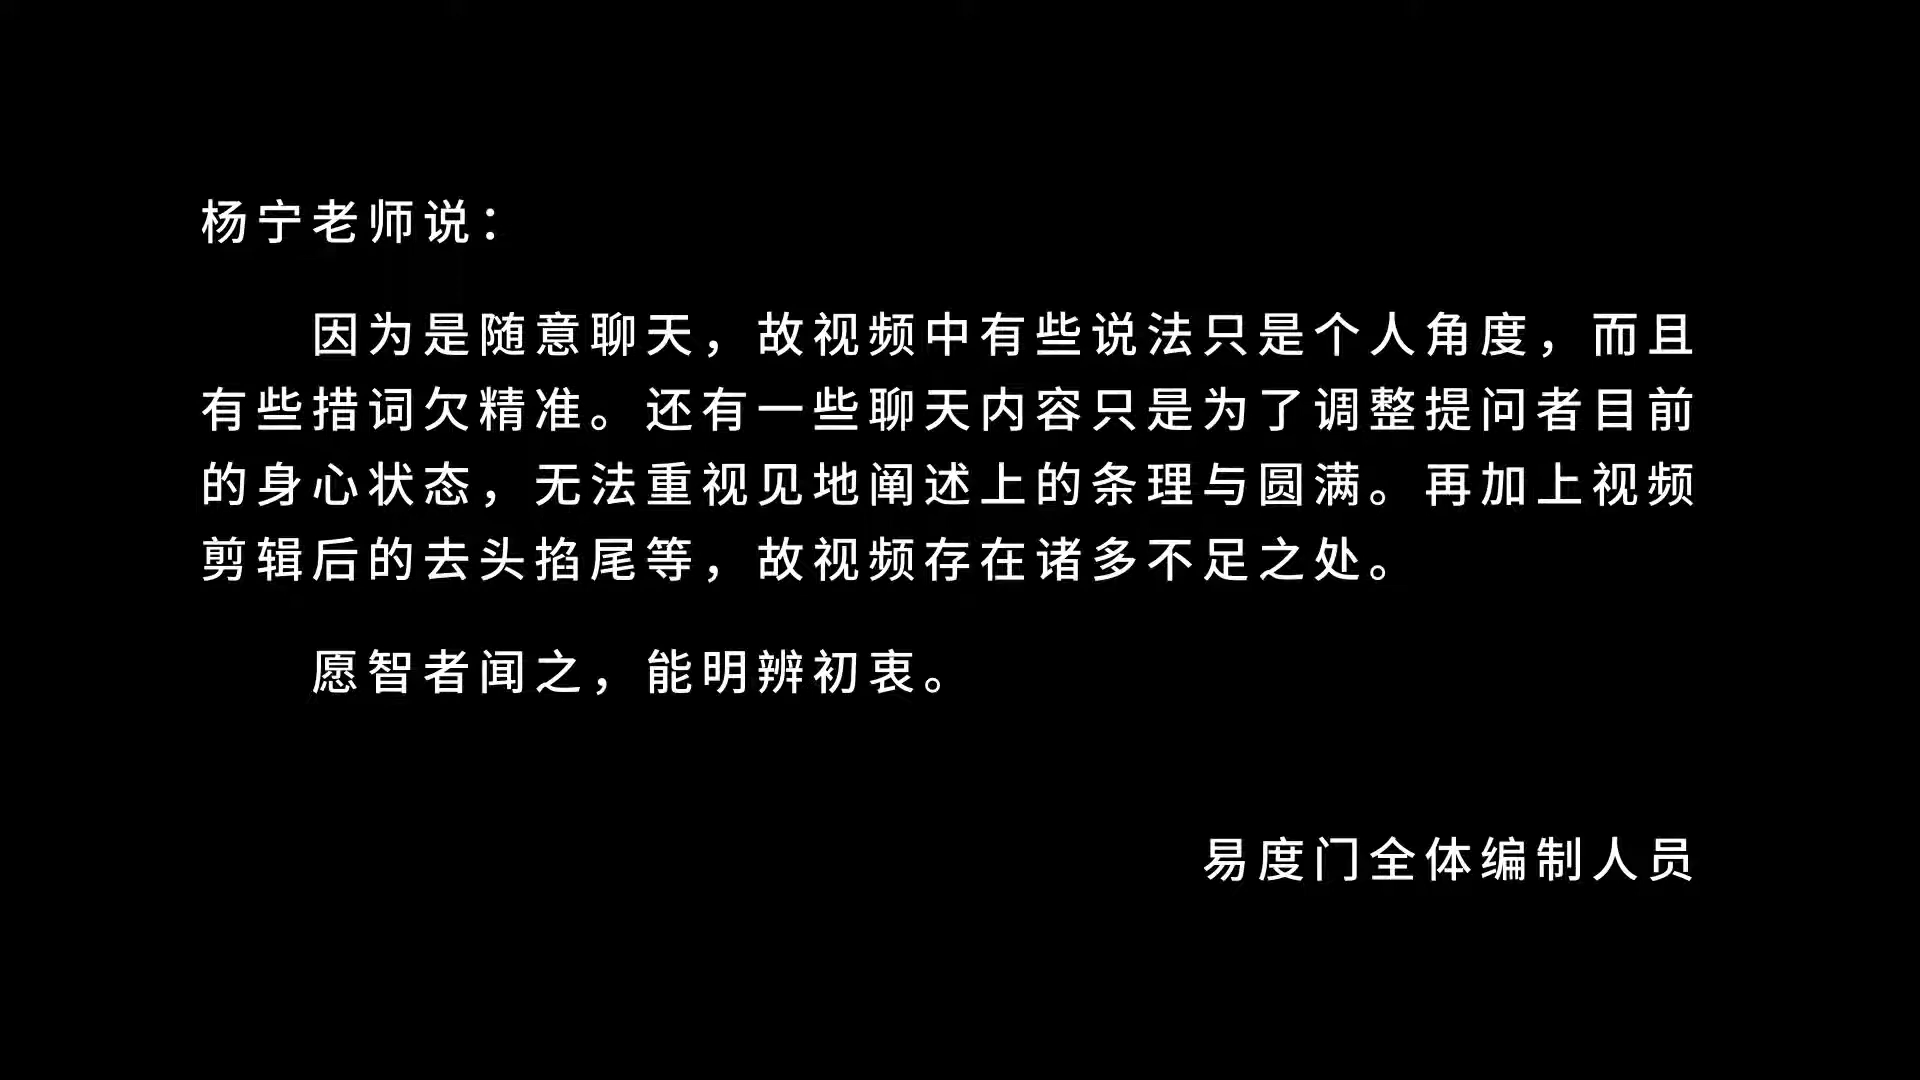 杨宁老师说：
因为是随意聊天，故视频中有些说法只是个人角度，而且
有些措词欠精准。还有一些聊天内容只是为了调整提问者目前
的身心状态，无法重视见地阐述上的条理与圆满。再加上视频
剪辑后的去头掐尾等，故视频存在诸多不足之处。
愿智者闻之，能明辨初衷。
易度门全体编制人员